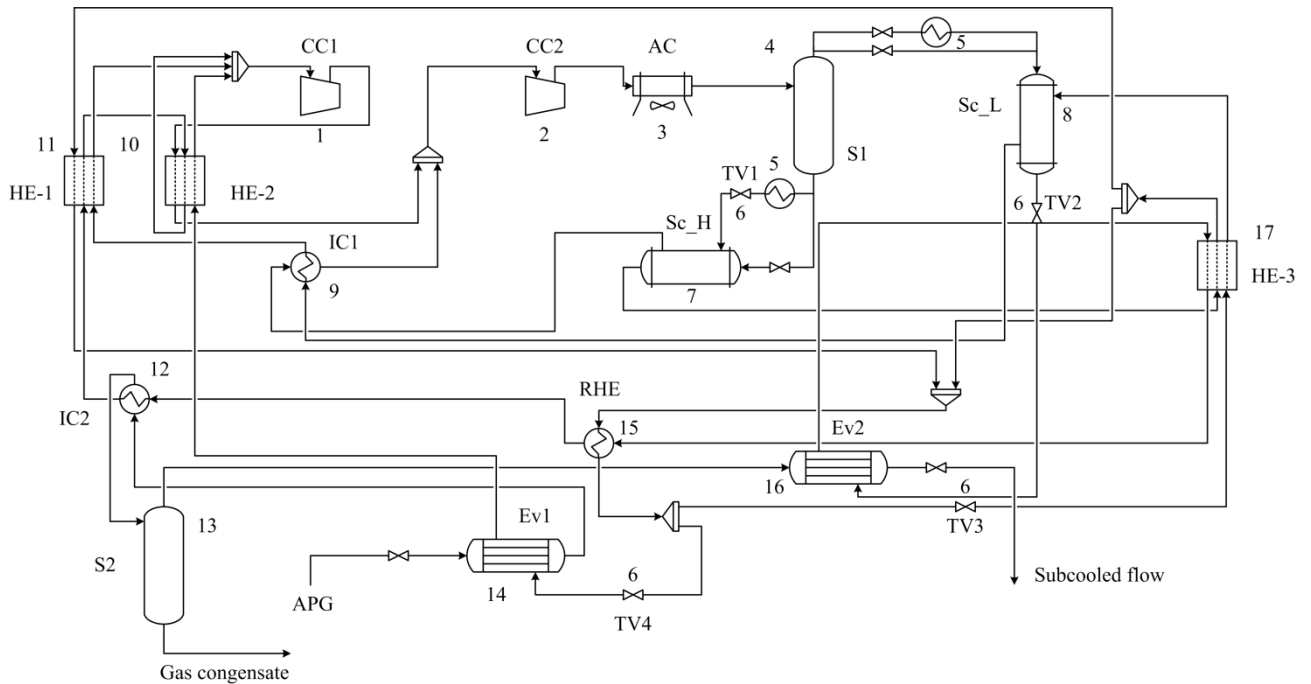 CC1
CC2
AC
4
5
Sc_L
8
1
2
3
S1
11
10
HE-1
HE-2
TV1
5
6
6
TV2
Sc_H
IC1
9
7
17
HE-3
12
IC2
RHE
15
Ev2
16
6
TV3
13
Ev1
S2
14
6
APG
TV4
Subcooled flow
Gas congensate